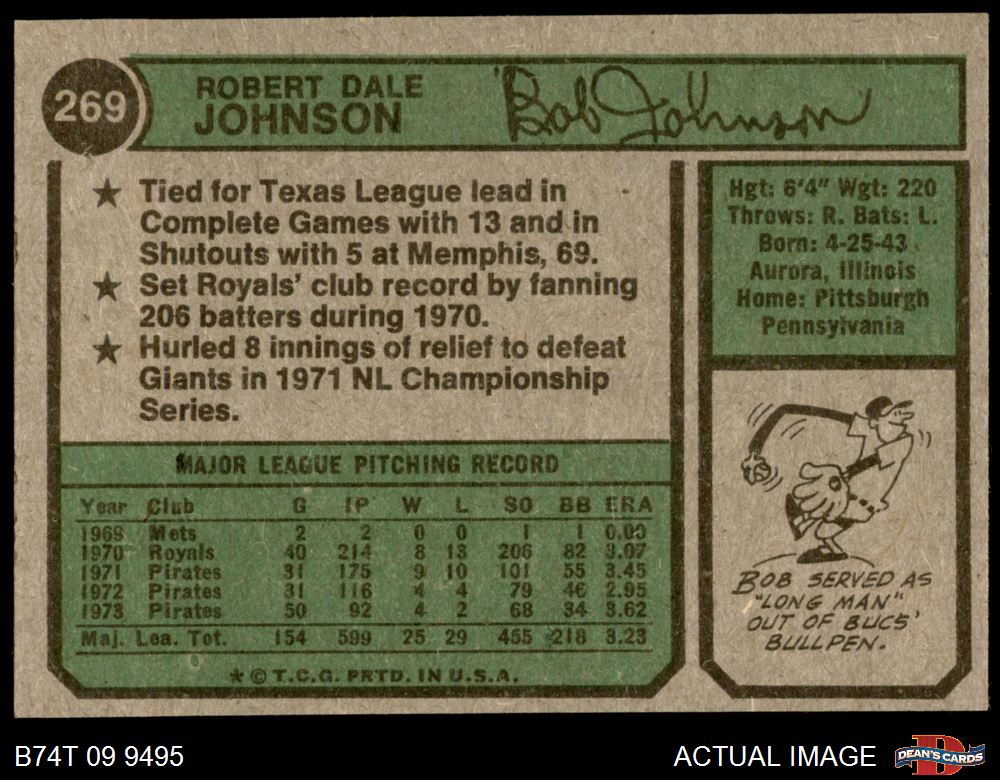 269
ROBERT DALE
JOHNSON
Bob Johnson
★ Tied for Texas League lead in
Complete Games with 13 and in
Shutouts with 5 at Memphis, 69.
★ Set Royals' club record by fanning
206 batters during 1970.
★ Hurled 8 innings of relief to defeat
Giants in 1971 NL Championship
Series.
MAJOR LEAGUE PITCHING RECORD
Year Club G IP W L SO BB ERA
1969 Mets 2 2 0 0 1 1 0.00
1970 Royals 40 214 8 13 206 82 3.07
1971 Pirates 31 175 9 10 101 55 3.45
1972 Pirates 31 116 4 4 79 46 2.95
1973 Pirates 50 92 4 2 68 34 3.62
Maj. Lea. Tot. 154 599 25 29 455 218 3.23
★ © T.C.G. PRTD. IN U.S.A.
Hgt: 6'4" Wgt: 220
Throws: R. Bats: L.
Born: 4-25-43
Aurora, Illinois
Home: Pittsburgh
Pennsylvania
BOB SERVED AS
"LONG MAN"
OUT OF BUCS'
BULLPEN.
B74T 09 9495
ACTUAL IMAGE
DEAN'S CARDS